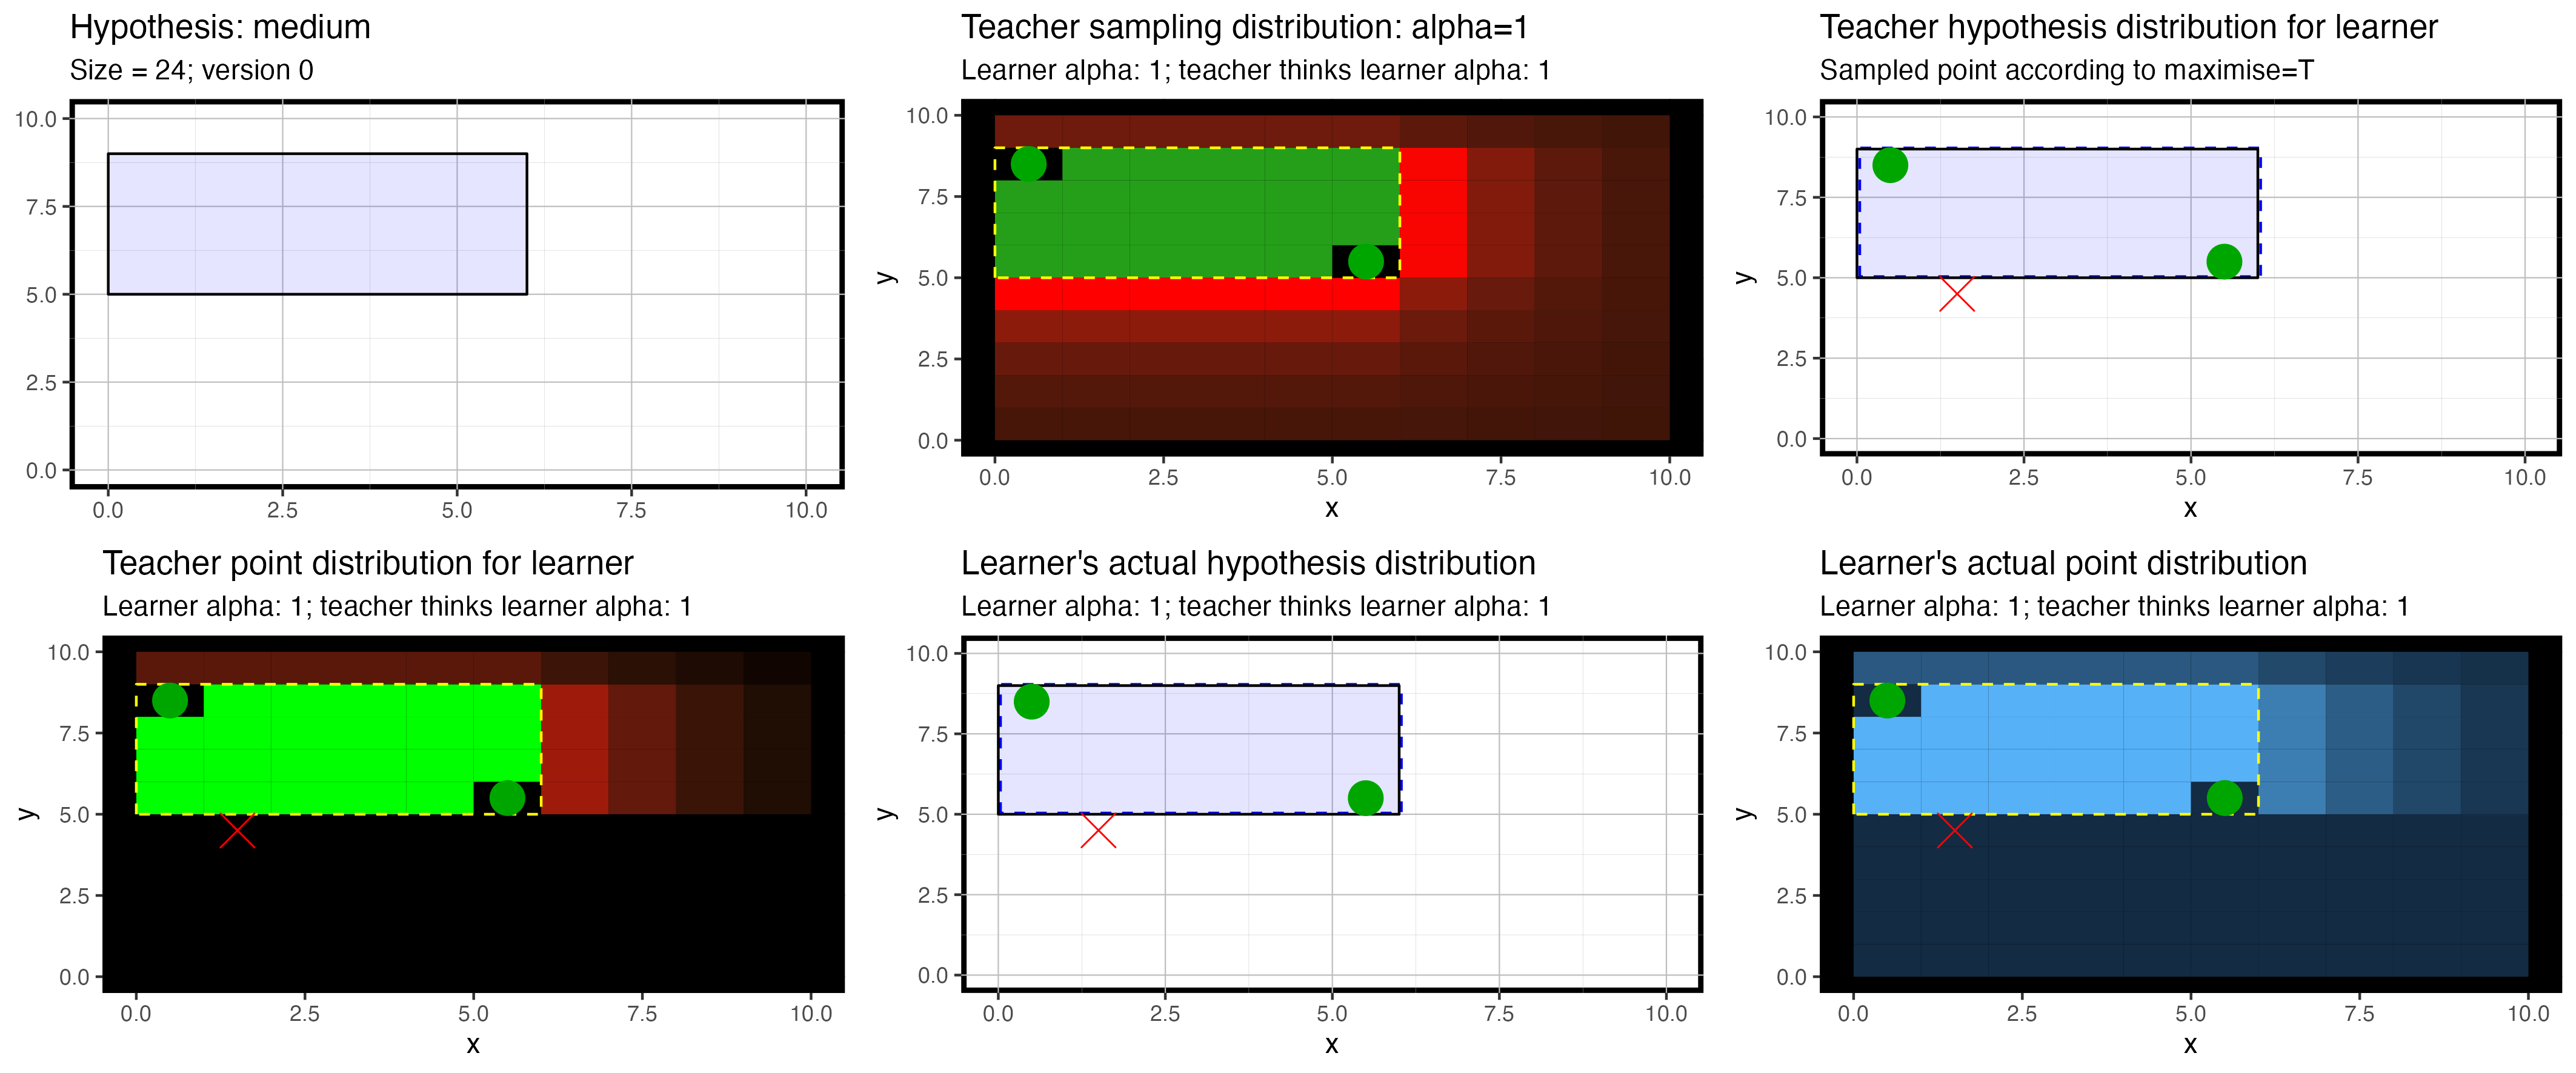 Hypothesis: medium
Size = 24; version 0
10.0
7.5
5.0
2.5
0.0
0.0 2.5 5.0 7.5 10.0
Teacher sampling distribution: alpha=1
Learner alpha: 1; teacher thinks learner alpha: 1
10.0
7.5
y
5.0
2.5
0.0
0.0 2.5 5.0 7.5 10.0
x
Teacher hypothesis distribution for learner
Sampled point according to maximise=T
10.0
7.5
y
5.0
2.5
0.0
0.0 2.5 5.0 7.5 10.0
x
Teacher point distribution for learner
Learner alpha: 1; teacher thinks learner alpha: 1
10.0
7.5
y
5.0
2.5
0.0
0.0 2.5 5.0 7.5 10.0
x
Learner's actual hypothesis distribution
Learner alpha: 1; teacher thinks learner alpha: 1
10.0
7.5
y
5.0
2.5
0.0
0.0 2.5 5.0 7.5 10.0
x
Learner's actual point distribution
Learner alpha: 1; teacher thinks learner alpha: 1
10.0
7.5
y
5.0
2.5
0.0
0.0 2.5 5.0 7.5 10.0
x